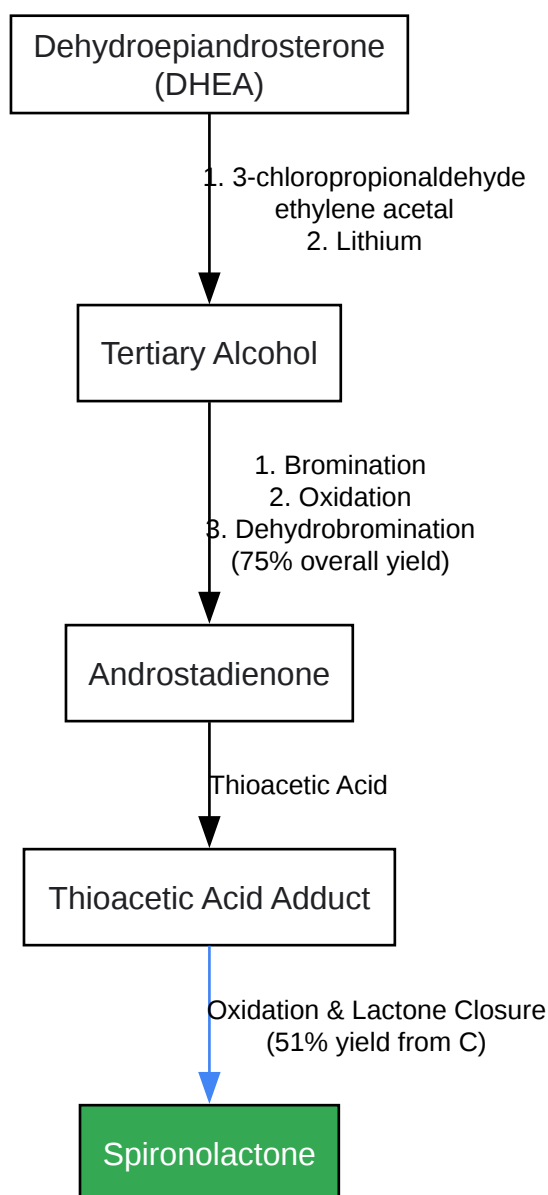 Dehydroepiandrosterone
(DHEA)
1. 3-chloropropionaldehyde
ethylene acetal
2. Lithium
Tertiary Alcohol
1. Bromination
2. Oxidation
3. Dehydrobromination
(75% overall yield)
Androstadienone
Thioacetic Acid
Thioacetic Acid Adduct
Oxidation & Lactone Closure
(51% yield from C)
Spironolactone